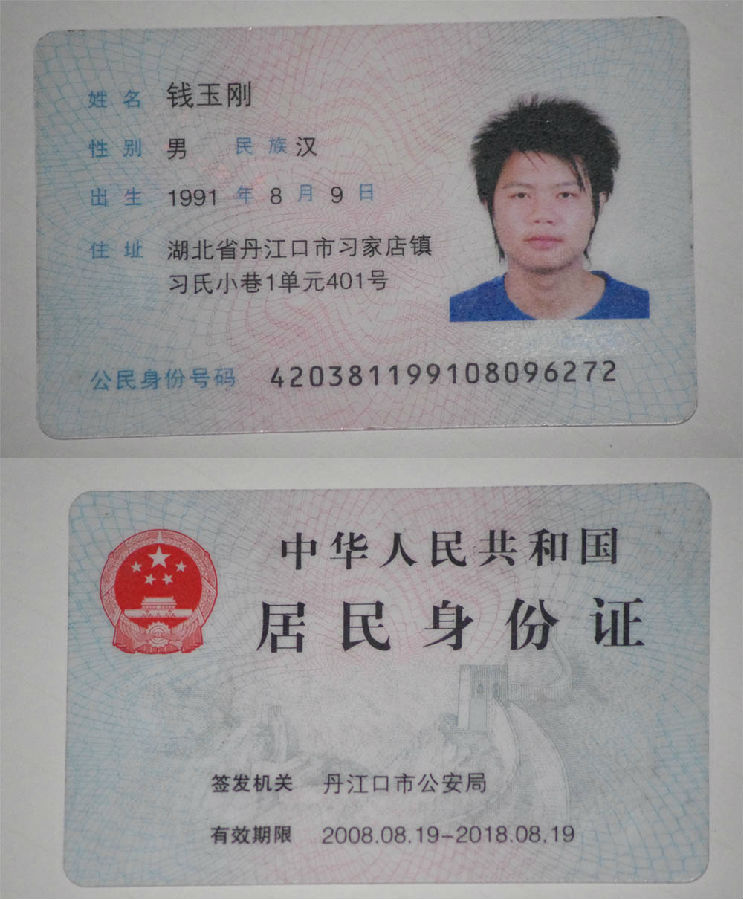 姓名 钱玉刚
性别 男 民族 汉
出生 1991 年 8 月 9 日
住址 湖北省丹江口市习家店镇
习氏小巷1单元401号
公民身份号码 420381199108096272
中华人民共和国
居民身份证
签发机关 丹江口市公安局
有效期限 2008.08.19-2018.08.19